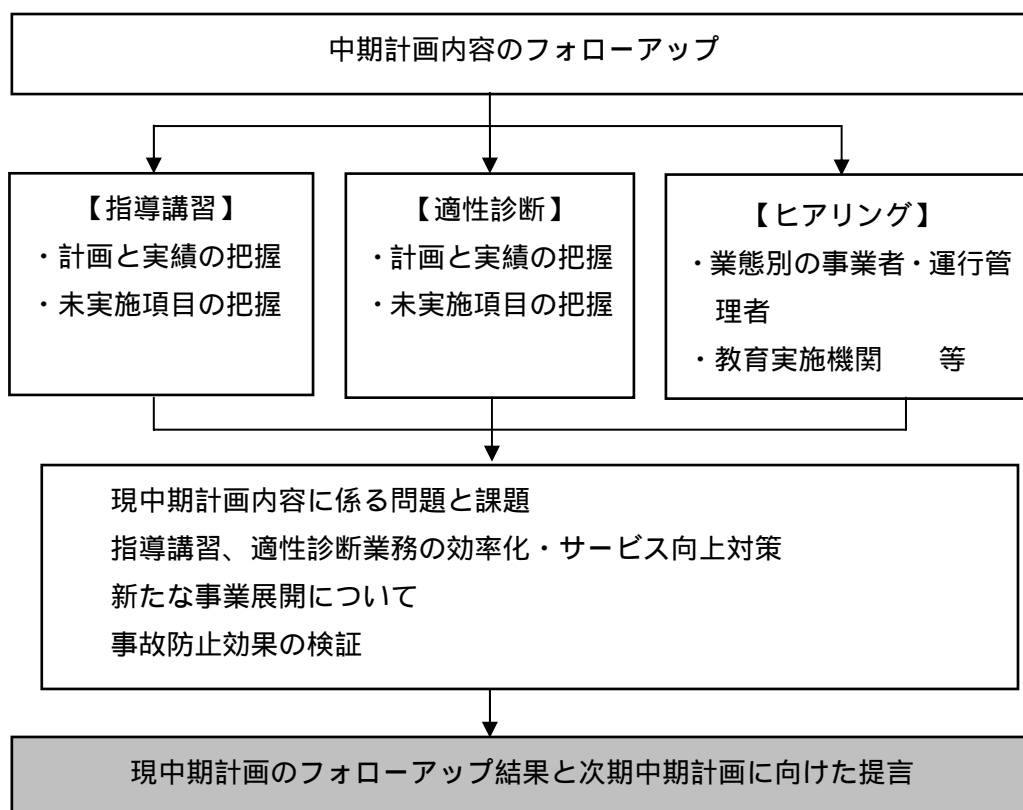 中期計画内容のフォローアップ
【指導講習】
・計画と実績の把握
・未実施項目の把握
【適性診断】
・計画と実績の把握
・未実施項目の把握
【ヒアリング】
・業態別の事業者・運行管
理者
・教育実施機関　　等
現中期計画内容に係る問題と課題
指導講習、適性診断業務の効率化・サービス向上対策
新たな事業展開について
事故防止効果の検証
現中期計画のフォローアップ結果と次期中期計画に向けた提言